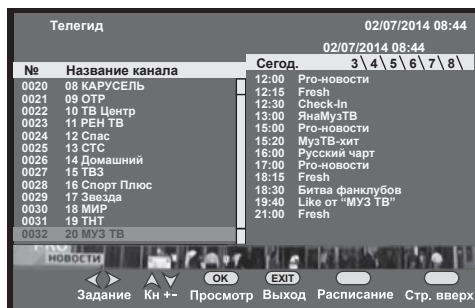 Телегид 02/07/2014 08:44
02/07/2014 08:44
№ Название канала
0020 08 КАРУСЕЛЬ
0021 09 ОТР
0022 10 ТВ Центр
0023 11 РЕН ТВ
0024 12 Спас
0025 13 СТС
0026 14 Домашний
0027 15 ТВ3
0028 16 Спорт Плюс
0029 17 Звезда
0030 18 МИР
0031 19 ТНТ
0032 20 МУЗ ТВ
Сегод. 3\ 4\ 5\ 6\ 7\ 8\
12:00 Pro-новости
12:15 Fresh
12:30 Check-In
13:00 ЯнаМузТВ
15:00 Pro-новости
15:20 МузТВ-хит
16:00 Русский чарт
17:00 Pro-новости
18:15 Fresh
18:30 Битва фанклубов
19:40 Like от “МУЗ ТВ”
21:00 Fresh
PRO
НОВОСТИ
OK EXIT
Задание Кн +- Просмотр Выход Расписание Стр. вверх